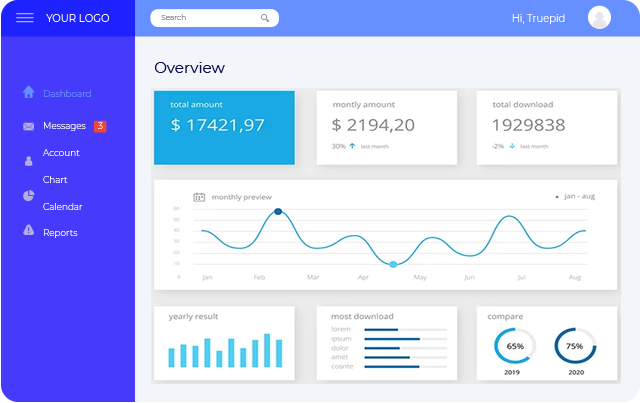 YOUR LOGO
Search
Hi, Truepid
Dashboard
Messages 3
Account
Chart
Calendar
Reports
Overview
total amount
$ 17421,97
montly amount
$ 2194,20
30% last month
total download
1929838
-2% last month
monthly preview
jan - aug
60
50
40
30
20
10
0
Jan Feb Mar Apr May Jun Jul Aug
yearly result
most download
lorem
ipsum
dolor
amet
cosnte
compare
65% 75%
2019 2020